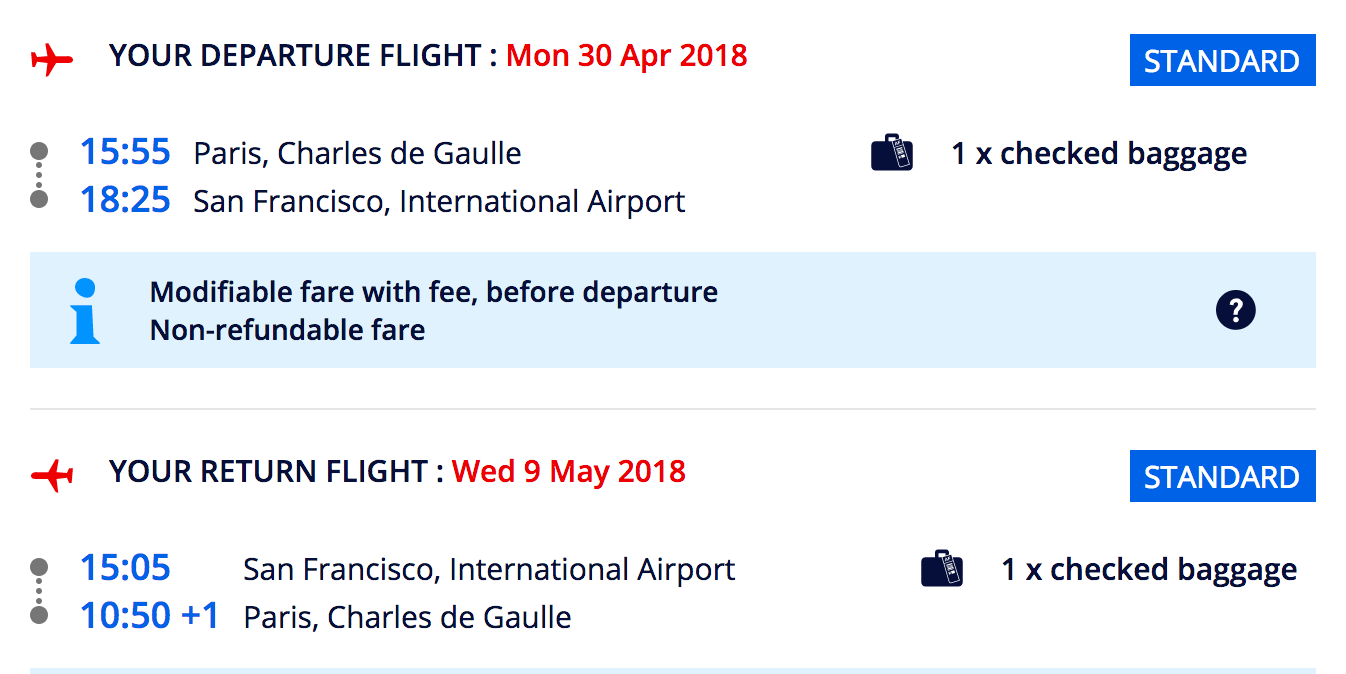 YOUR DEPARTURE FLIGHT : Mon 30 Apr 2018
STANDARD
15:55 Paris, Charles de Gaulle
1 x checked baggage
18:25 San Francisco, International Airport
Modifiable fare with fee, before departure
?
Non-refundable fare
YOUR RETURN FLIGHT : Wed 9 May 2018
STANDARD
15:05 San Francisco, International Airport
1 x checked baggage
10:50 +1 Paris, Charles de Gaulle